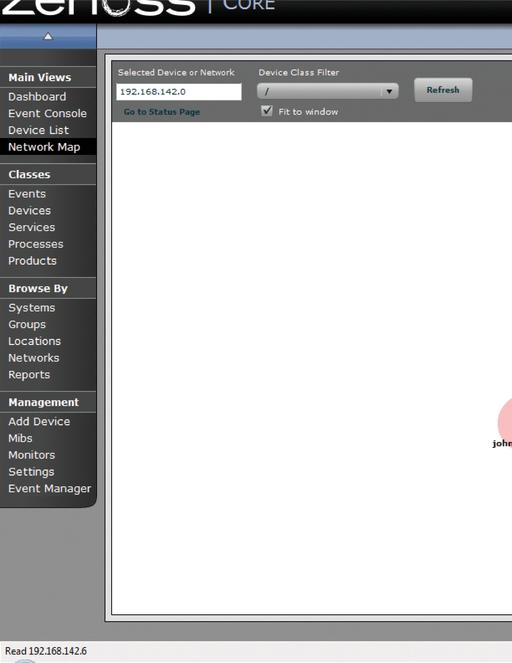 Zenoss | CORE
Main Views
Dashboard
Event Console
Device List
Network Map
Classes
Events
Devices
Services
Processes
Products
Browse By
Systems
Groups
Locations
Networks
Reports
Management
Add Device
Mibs
Monitors
Settings
Event Manager
Selected Device or Network
Device Class Filter
192.168.142.0
/
Refresh
Go to Status Page
Fit to window
john
Read 192.168.142.6